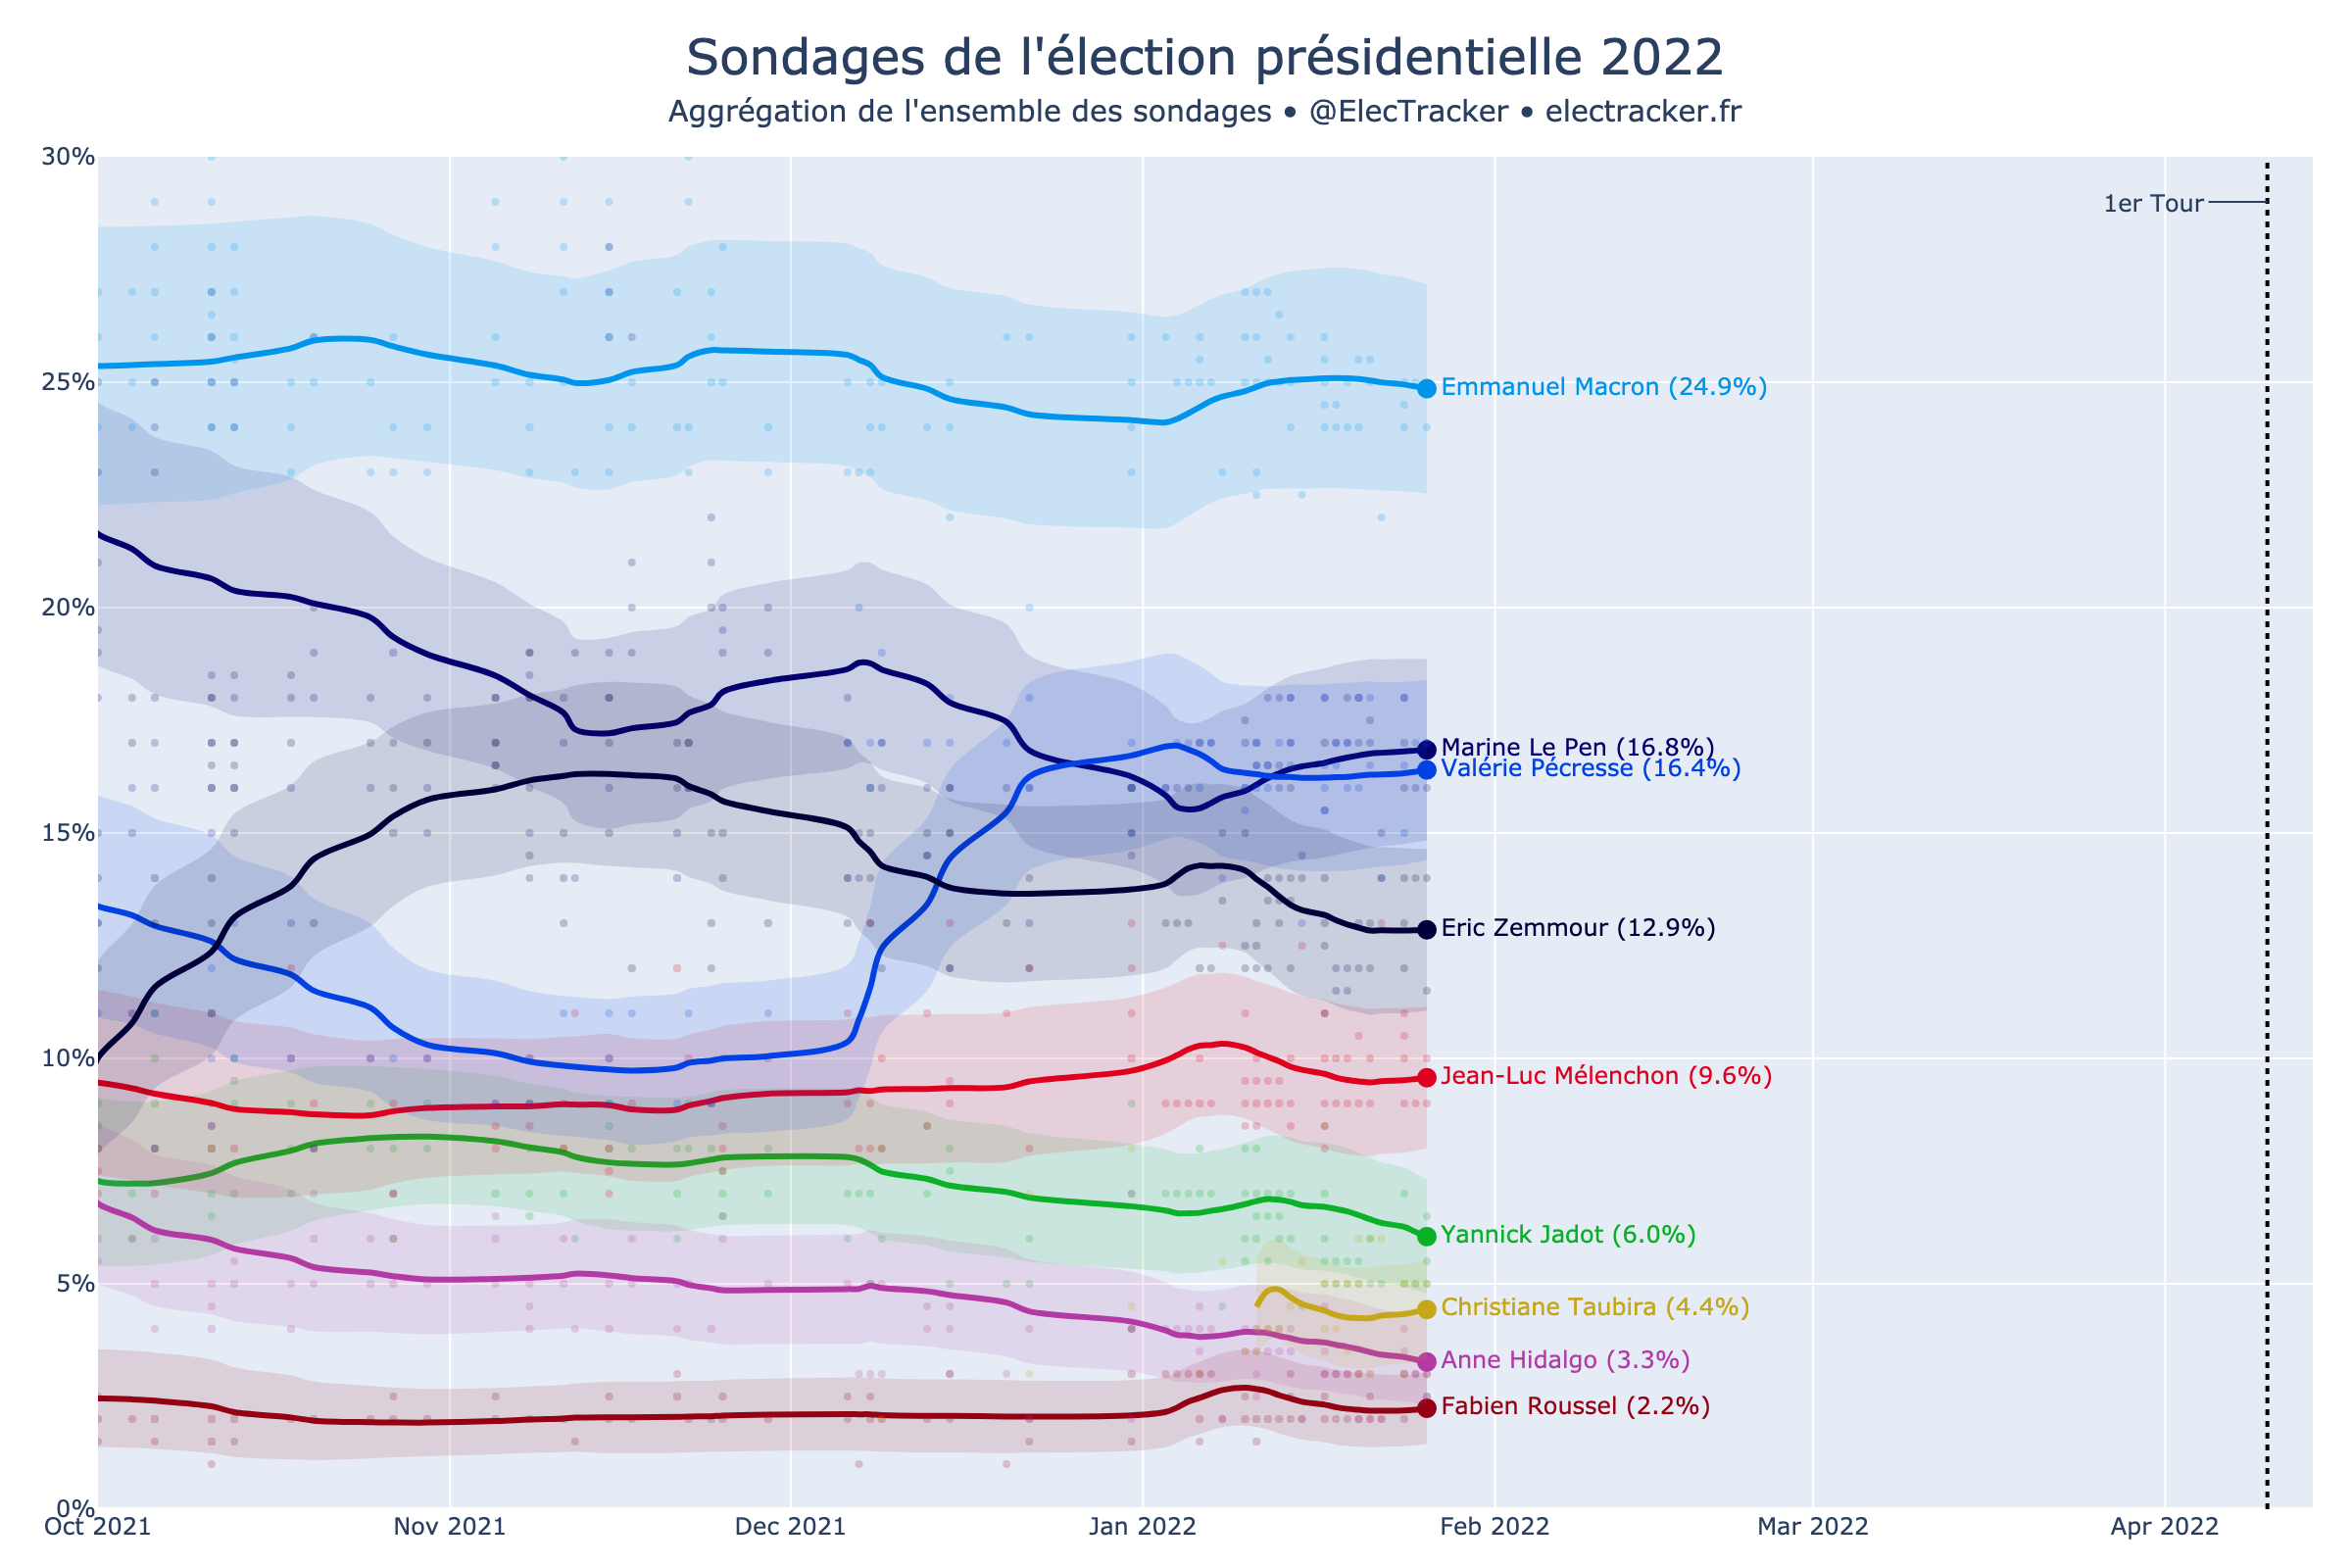 Sondages de l'élection présidentielle 2022
Aggrégation de l'ensemble des sondages • @ElecTracker • electracker.fr
30%
1er Tour
25%
Emmanuel Macron (24.9%)
20%
Marine Le Pen (16.8%)
Valérie Pécresse (16.4%)
15%
Eric Zemmour (12.9%)
10%
Jean-Luc Mélenchon (9.6%)
Yannick Jadot (6.0%)
5%
Christiane Taubira (4.4%)
Anne Hidalgo (3.3%)
Fabien Roussel (2.2%)
0%
Oct 2021 Nov 2021 Dec 2021 Jan 2022 Feb 2022 Mar 2022 Apr 2022